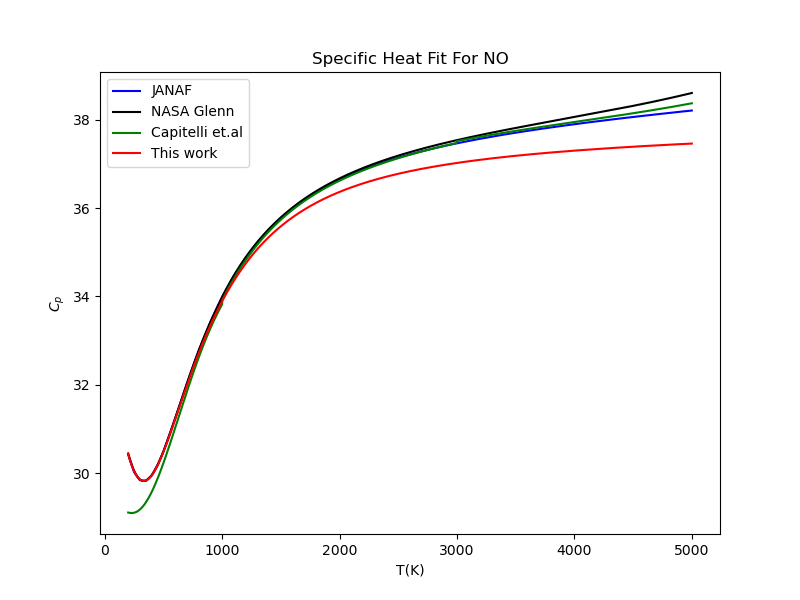 Specific Heat Fit For NO
JANAF
NASA Glenn
Capitelli et.al
This work
38
36
34
32
30
C_p
0 1000 2000 3000 4000 5000
T(K)